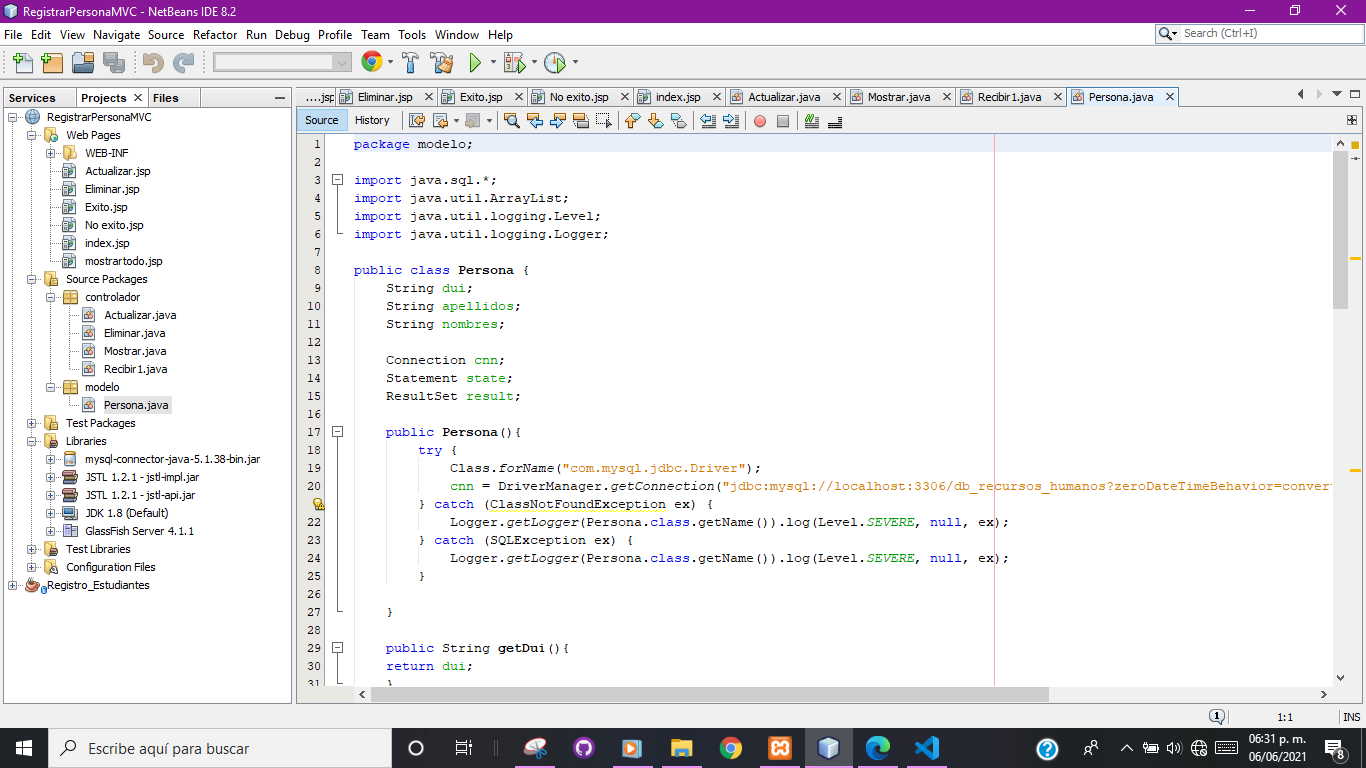 RegistrarPersonaMVC - NetBeans IDE 8.2
File Edit View Navigate Source Refactor Run Debug Profile Team Tools Window Help
Search (Ctrl+I)
Services Projects Files
....jsp Eliminar.jsp Exito.jsp No exito.jsp index.jsp Actualizar.java Mostrar.java Recibir1.java Persona.java
Source History
RegistrarPersonaMVC
Web Pages
WEB-INF
Actualizar.jsp
Eliminar.jsp
Exito.jsp
No exito.jsp
index.jsp
mostrartodo.jsp
Source Packages
controlador
Actualizar.java
Eliminar.java
Mostrar.java
Recibir1.java
modelo
Persona.java
Test Packages
Libraries
mysql-connector-java-5.1.38-bin.jar
JSTL 1.2.1 - jstl-impl.jar
JSTL 1.2.1 - jstl-api.jar
JDK 1.8 (Default)
GlassFish Server 4.1.1
Test Libraries
Configuration Files
Registro_Estudiantes
1 package modelo;
2
3 import java.sql.*;
4 import java.util.ArrayList;
5 import java.util.logging.Level;
6 import java.util.logging.Logger;
7
8 public class Persona {
9 String dui;
10 String apellidos;
11 String nombres;
12
13 Connection cnn;
14 Statement state;
15 ResultSet result;
16
17 public Persona(){
18 try {
19 Class.forName("com.mysql.jdbc.Driver");
20 cnn = DriverManager.getConnection("jdbc:mysql://localhost:3306/db_recursos_humanos?zeroDateTimeBehavior=conver
} catch (ClassNotFoundException ex) {
22 Logger.getLogger(Persona.class.getName()).log(Level.SEVERE, null, ex);
23 } catch (SQLException ex) {
24 Logger.getLogger(Persona.class.getName()).log(Level.SEVERE, null, ex);
25 }
26
27 }
28
29 public String getDui(){
30 return dui;
31 }
1 1:1 INS
Escribe aquí para buscar
06:31 p. m.
06/06/2021
8